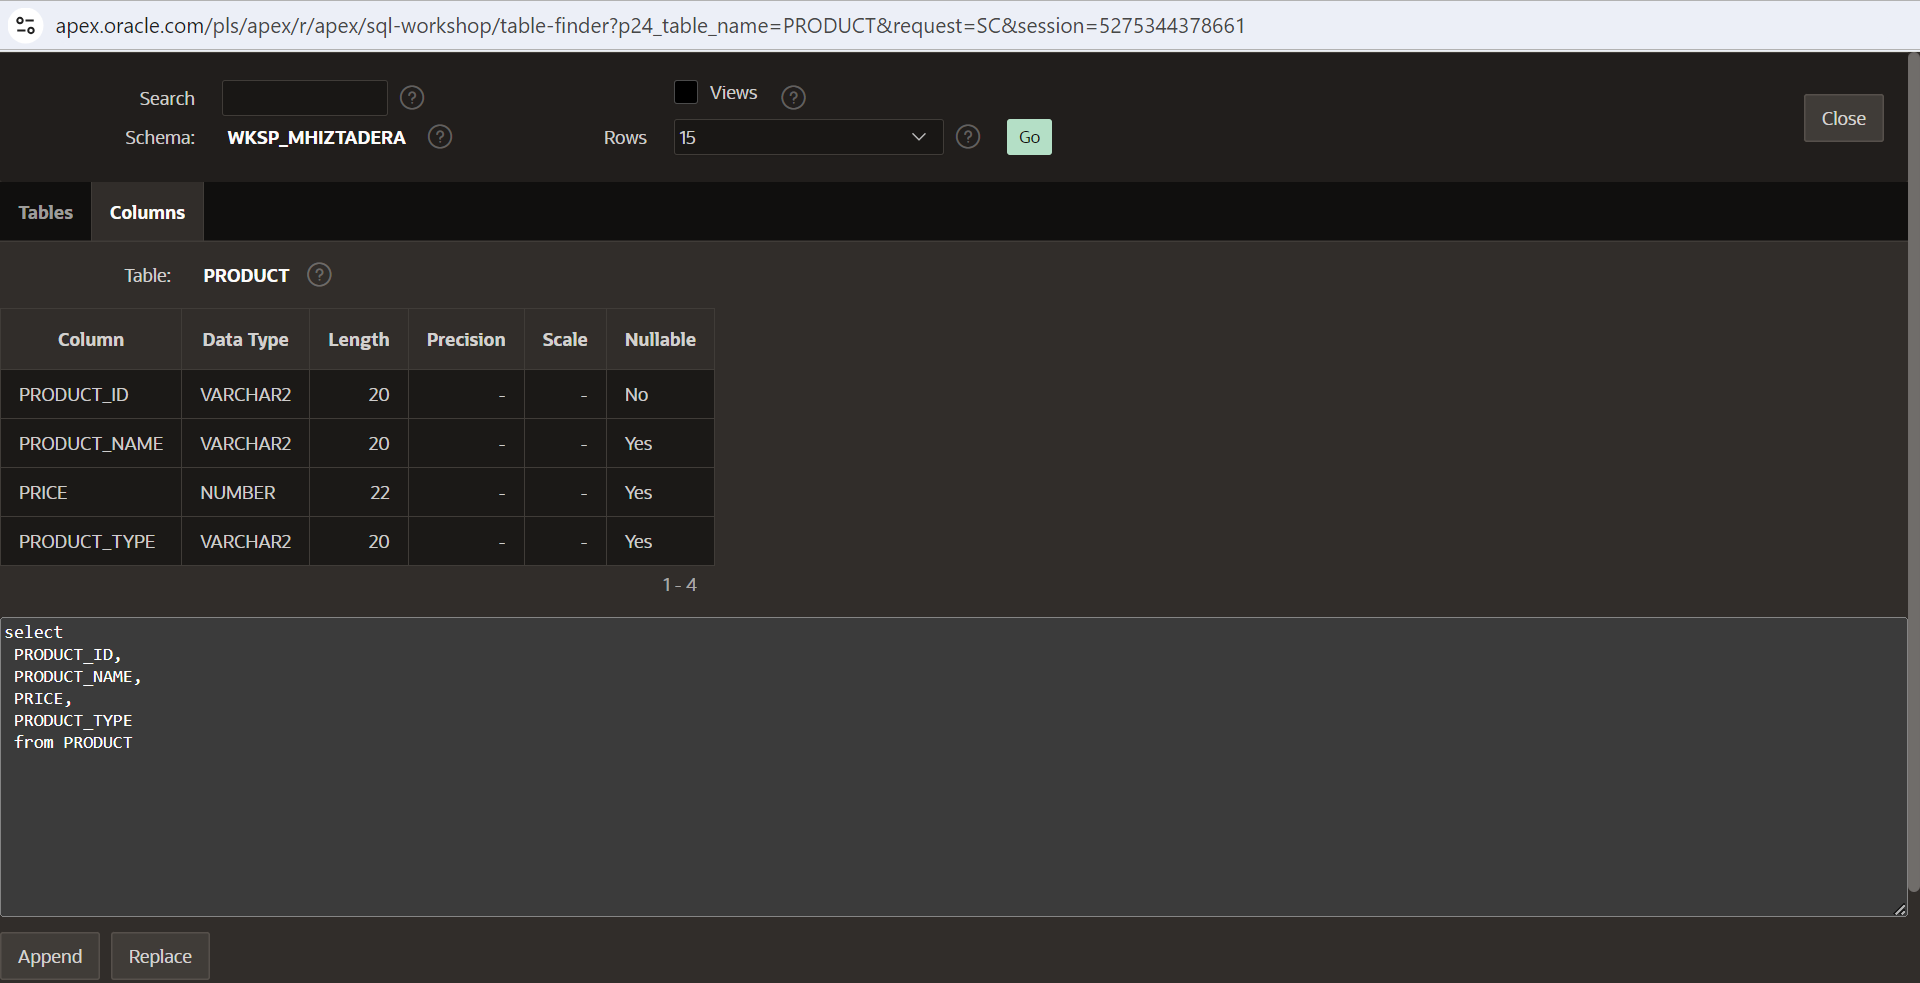 apex.oracle.com/pls/apex/r/apex/sql-workshop/table-finder?p24_table_name=PRODUCT&request=SC&session=5275344378661
Search ? Views ?
Schema: WKSP_MHIZTADERA ? Rows 15 ? Go Close
Tables Columns
Table: PRODUCT ?
Column Data Type Length Precision Scale Nullable
PRODUCT_ID VARCHAR2 20 - - No
PRODUCT_NAME VARCHAR2 20 - - Yes
PRICE NUMBER 22 - - Yes
PRODUCT_TYPE VARCHAR2 20 - - Yes
1 - 4
select
PRODUCT_ID,
PRODUCT_NAME,
PRICE,
PRODUCT_TYPE
from PRODUCT
Append Replace